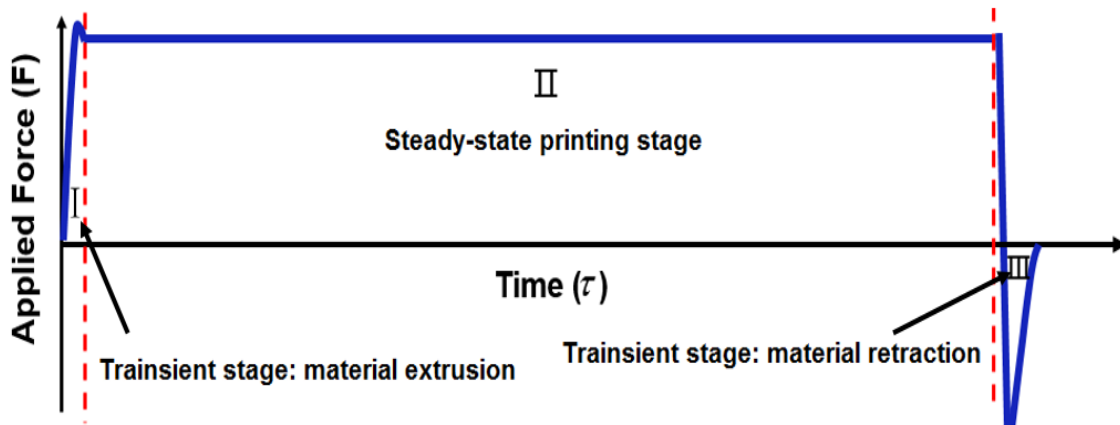 Applied Force (F)
I
II
Steady-state printing stage
III
Time (τ)
Trainsient stage: material extrusion
Trainsient stage: material retraction